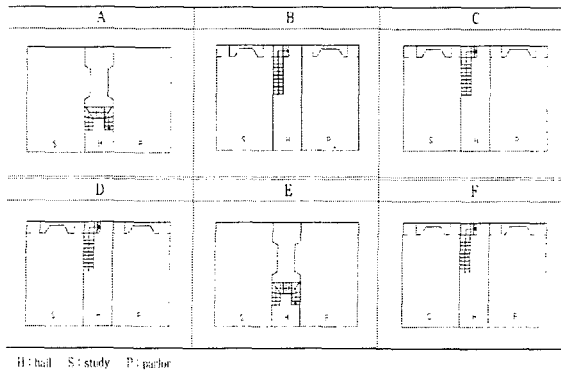 A B C
S H P
S H P
S H P
D E F
S H P
S H P
S H P
H : hall S : study P : parlor